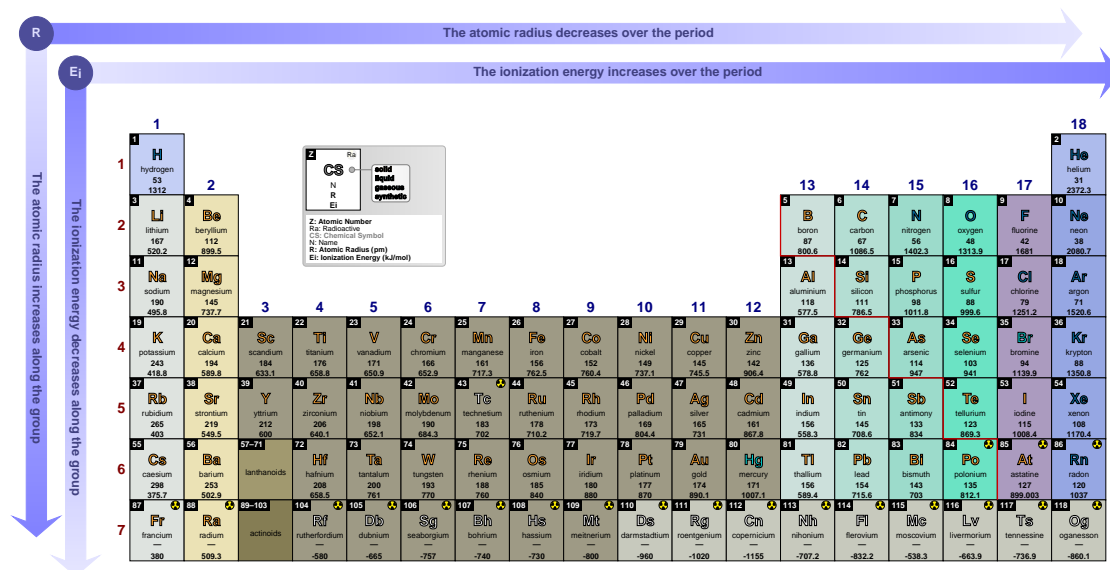 R
The atomic radius decreases over the period
Ei
The ionization energy increases over the period
The atomic radius increases along the group
The ionization energy decreases along the group
1
18
1
H
hydrogen
53
1312
Z
Ra
CS
N
R
Ei
solid
liquid
gaseous
synthetic
Z: Atomic Number
Ra: Radioactive
CS: Chemical Symbol
N: Name
R: Atomic Radius (pm)
Ei: Ionization Energy (kJ/mol)
2
He
helium
31
2372.3
1
2
13
14
15
16
17
2
3
Li
lithium
167
520.2
4
Be
beryllium
112
899.5
5
B
boron
87
800.6
6
C
carbon
67
1086.5
7
N
nitrogen
56
1402.3
8
O
oxygen
48
1313.9
9
F
fluorine
42
1681
10
Ne
neon
38
2080.7
3
11
Na
sodium
190
495.8
12
Mg
magnesium
145
737.7
3
4
5
6
7
8
9
10
11
12
13
Al
aluminium
118
577.5
14
Si
silicon
111
786.5
15
P
phosphorus
98
1011.8
16
S
sulfur
88
999.6
17
Cl
chlorine
79
1251.2
18
Ar
argon
71
1520.6
4
19
K
potassium
243
418.8
20
Ca
calcium
194
589.8
21
Sc
scandium
184
633.1
22
Ti
titanium
176
658.8
23
V
vanadium
171
650.9
24
Cr
chromium
166
652.9
25
Mn
manganese
161
717.3
26
Fe
iron
156
762.5
27
Co
cobalt
152
760.4
28
Ni
nickel
149
737.1
29
Cu
copper
145
745.5
30
Zn
zinc
142
906.4
31
Ga
gallium
136
578.8
32
Ge
germanium
125
762
33
As
arsenic
114
947
34
Se
selenium
103
941
35
Br
bromine
94
1139.9
36
Kr
krypton
88
1350.8
5
37
Rb
rubidium
265
403
38
Sr
strontium
219
549.5
39
Y
yttrium
212
600
40
Zr
zirconium
206
640.1
41
Nb
niobium
198
652.1
42
Mo
molybdenum
190
684.3
43
Tc
technetium
183
702
44
Ru
ruthenium
178
710.2
45
Rh
rhodium
173
719.7
46
Pd
palladium
169
804.4
47
Ag
silver
165
731
48
Cd
cadmium
161
867.8
49
In
indium
156
558.3
50
Sn
tin
145
708.6
51
Sb
antimony
133
834
52
Te
tellurium
123
869.3
53
I
iodine
115
1008.4
54
Xe
xenon
108
1170.4
6
55
Cs
caesium
298
375.7
56
Ba
barium
253
502.9
57–71
lanthanoids
72
Hf
hafnium
208
658.5
73
Ta
tantalum
200
761
74
W
tungsten
193
770
75
Re
rhenium
188
760
76
Os
osmium
185
840
77
Ir
iridium
180
880
78
Pt
platinum
177
870
79
Au
gold
174
890.1
80
Hg
mercury
171
1007.1
81
Tl
thallium
156
589.4
82
Pb
lead
154
715.6
83
Bi
bismuth
143
703
84
Po
polonium
135
812.1
85
At
astatine
127
899.003
86
Rn
radon
120
1037
7
87
Fr
francium
—
380
88
Ra
radium
—
509.3
89–103
actinoids
104
Rf
rutherfordium
—
-580
105
Db
dubnium
—
-665
106
Sg
seaborgium
—
-757
107
Bh
bohrium
—
-740
108
Hs
hassium
—
-730
109
Mt
meitnerium
—
-800
110
Ds
darmstadtium
—
-960
111
Rg
roentgenium
—
-1020
112
Cn
copernicium
—
-1155
113
Nh
nihonium
—
-707.2
114
Fl
flerovium
—
-832.2
115
Mc
moscovium
—
-538.3
116
Lv
livermorium
—
-663.9
117
Ts
tennessine
—
-736.9
118
Og
oganesson
—
-860.1